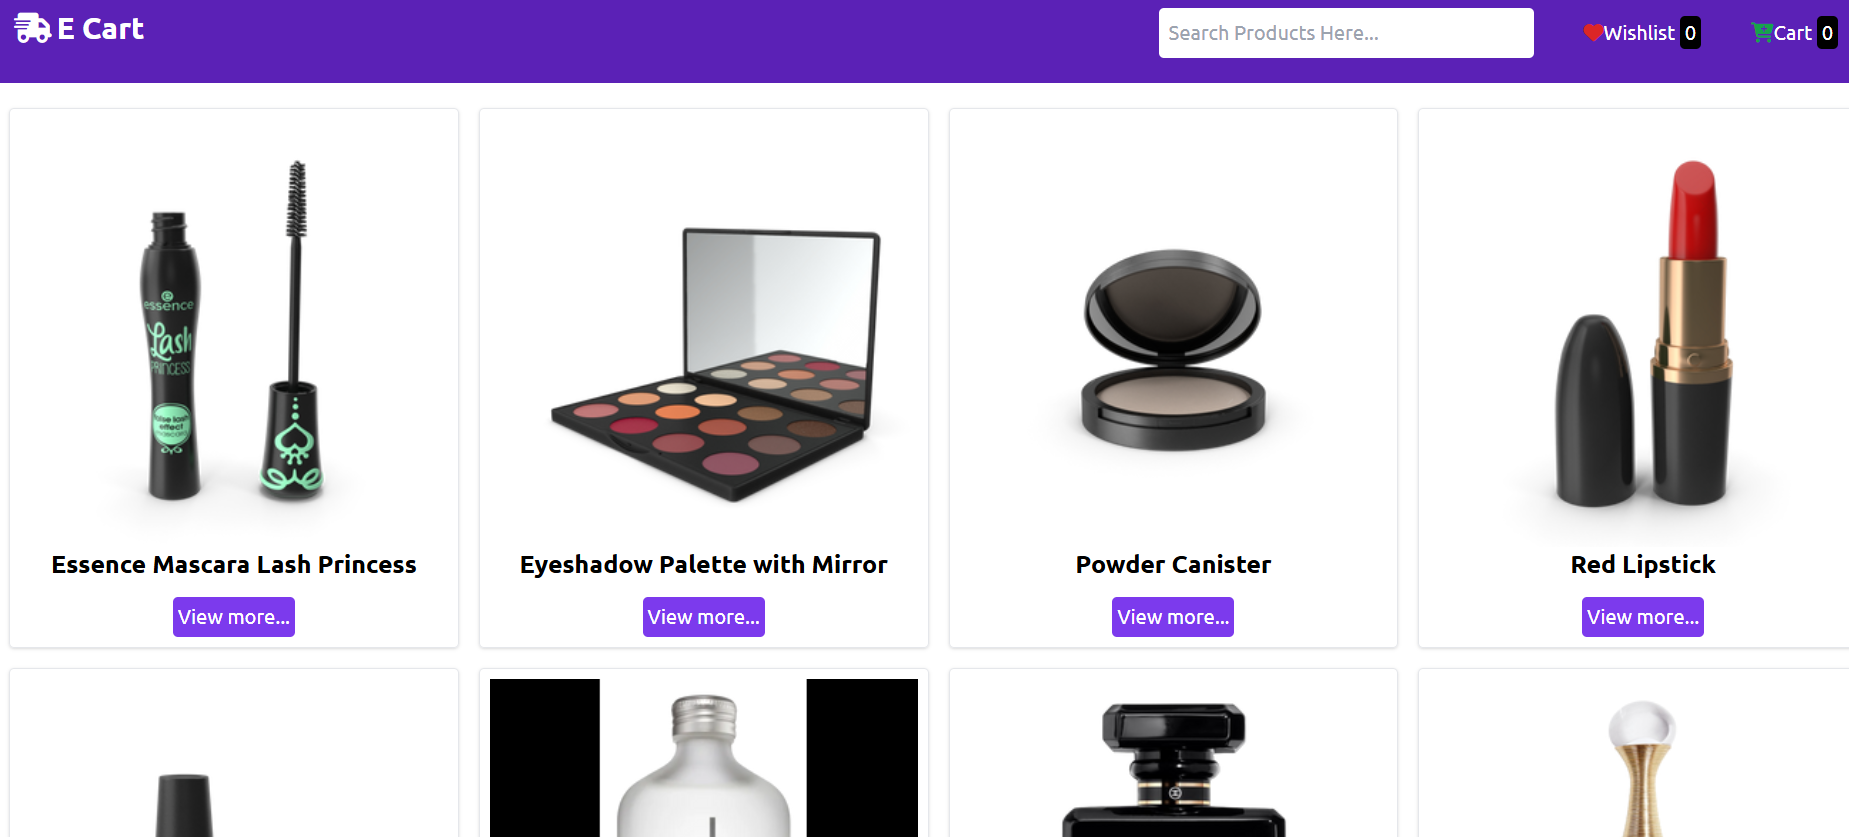 E Cart
Search Products Here...
Wishlist 0
Cart 0
essence
Lash
PRINCESS
false lash
effect
mascara
Essence Mascara Lash Princess
Eyeshadow Palette with Mirror
Powder Canister
Red Lipstick
View more...
View more...
View more...
View more...